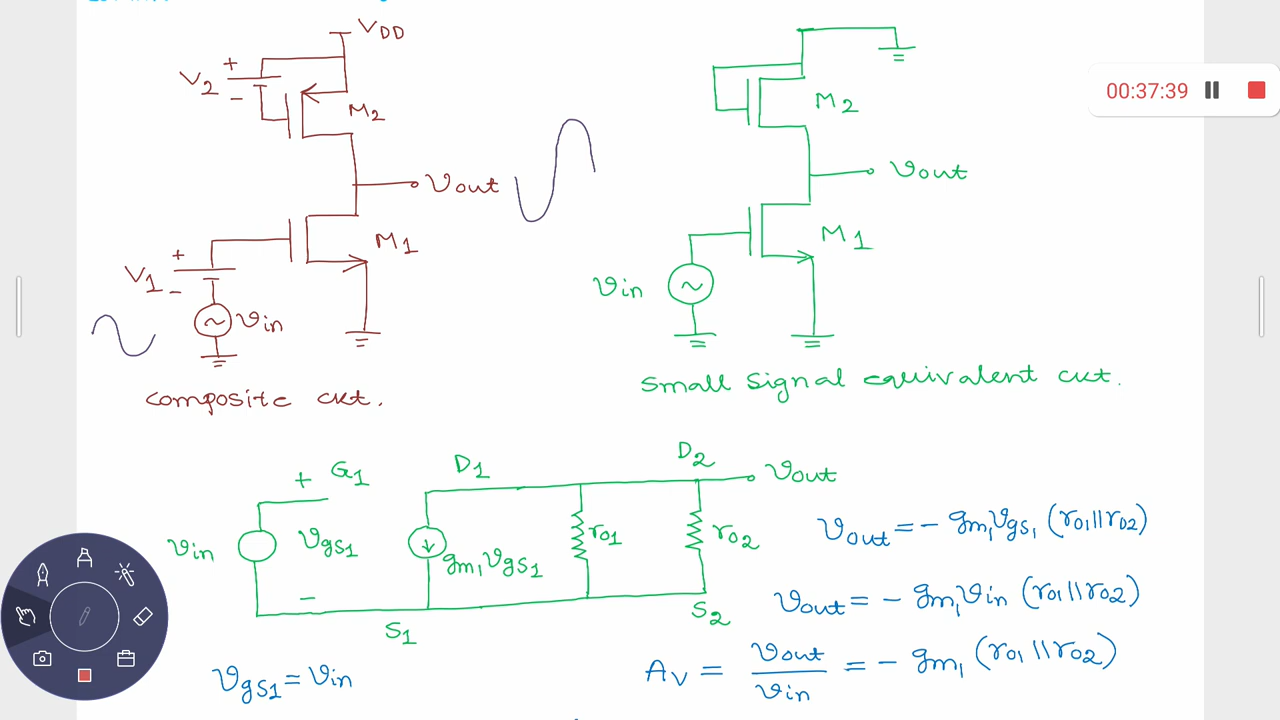 VDD
+
V2
-
M2
Vout
+
M1
V1
-
Vin
composite ckt.
M2
Vout
M1
Vin
small signal equivalent ckt.
00:37:39
+ G1
D1
D2
Vout
Vin
Vgs1
gm1Vgs1
ro1
ro2
-
S1
S2
Vgs1 = Vin
Vout = - gm1Vgs1 (ro1||ro2)
Vout = - gm1Vin (ro1||ro2)
Av = Vout/Vin = - gm1 (ro1||ro2)